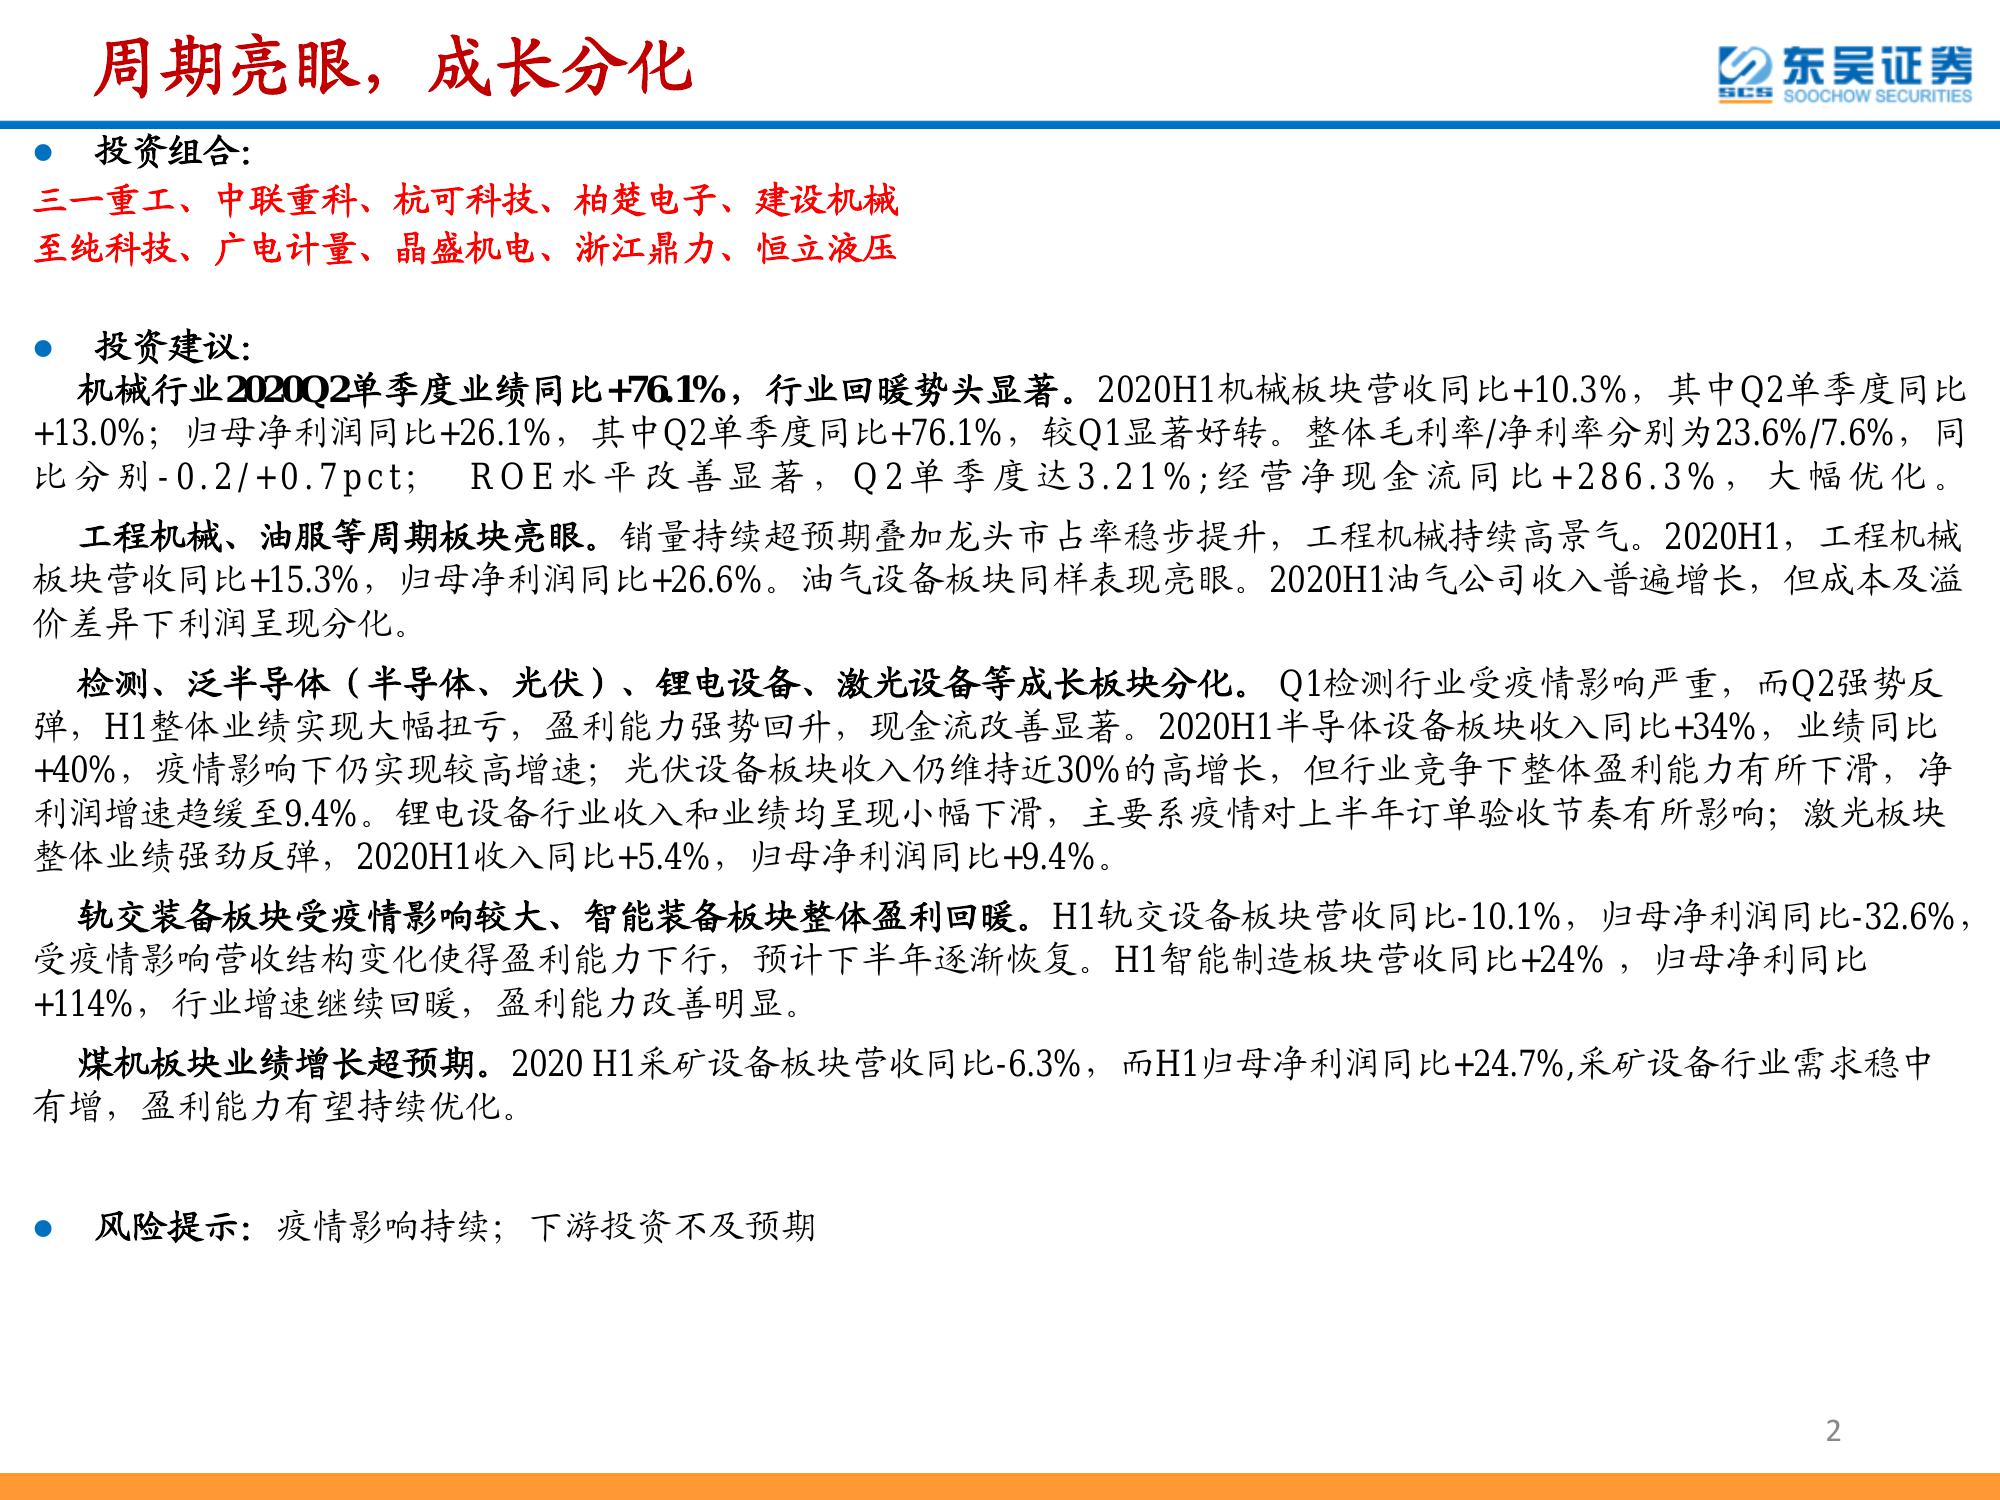 周期亮眼，成长分化
东吴证券
SCS
SOOCHOW SECURITIES
● 投资组合：
三一重工、中联重科、杭可科技、柏楚电子、建设机械
至纯科技、广电计量、晶盛机电、浙江鼎力、恒立液压
● 投资建议：
机械行业2020Q2单季度业绩同比+76.1%，行业回暖势头显著。2020H1机械板块营收同比+10.3%，其中Q2单季度同比
+13.0%；归母净利润同比+26.1%，其中Q2单季度同比+76.1%，较Q1显著好转。整体毛利率/净利率分别为23.6%/7.6%，同
比分别-0.2/+0.7pct； ROE水平改善显著，Q2单季度达3.21%;经营净现金流同比+286.3%，大幅优化。
工程机械、油服等周期板块亮眼。销量持续超预期叠加龙头市占率稳步提升，工程机械持续高景气。2020H1，工程机械
板块营收同比+15.3%，归母净利润同比+26.6%。油气设备板块同样表现亮眼。2020H1油气公司收入普遍增长，但成本及溢
价差异下利润呈现分化。
检测、泛半导体（半导体、光伏）、锂电设备、激光设备等成长板块分化。 Q1检测行业受疫情影响严重，而Q2强势反
弹，H1整体业绩实现大幅扭亏，盈利能力强势回升，现金流改善显著。2020H1半导体设备板块收入同比+34%，业绩同比
+40%，疫情影响下仍实现较高增速；光伏设备板块收入仍维持近30%的高增长，但行业竞争下整体盈利能力有所下滑，净
利润增速趋缓至9.4%。锂电设备行业收入和业绩均呈现小幅下滑，主要系疫情对上半年订单验收节奏有所影响；激光板块
整体业绩强劲反弹，2020H1收入同比+5.4%，归母净利润同比+9.4%。
轨交装备板块受疫情影响较大、智能装备板块整体盈利回暖。H1轨交设备板块营收同比-10.1%，归母净利润同比-32.6%，
受疫情影响营收结构变化使得盈利能力下行，预计下半年逐渐恢复。H1智能制造板块营收同比+24% ，归母净利同比
+114%，行业增速继续回暖，盈利能力改善明显。
煤机板块业绩增长超预期。2020 H1采矿设备板块营收同比-6.3%，而H1归母净利润同比+24.7%,采矿设备行业需求稳中
有增，盈利能力有望持续优化。
● 风险提示：疫情影响持续；下游投资不及预期
2